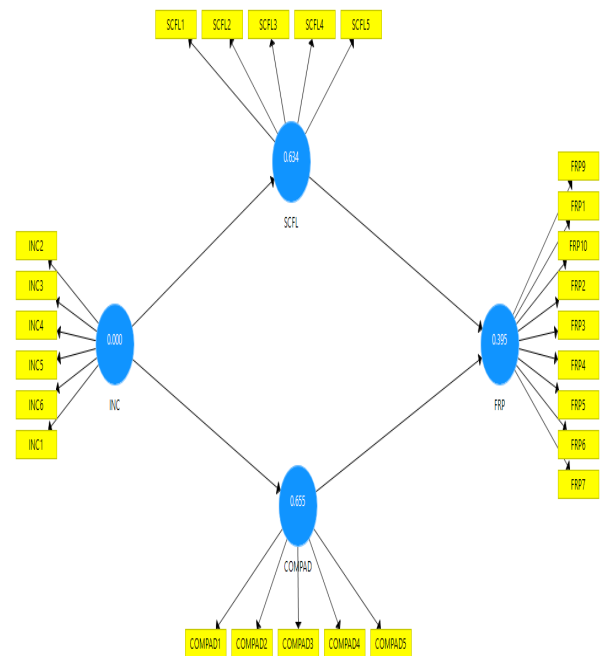 SCFL1 SCFL2 SCFL3 SCFL4 SCFL5
0.634
SCFL
INC2
INC3
INC4
INC5
INC6
INC1
0.000
INC
FRP9
FRP1
FRP10
FRP2
FRP3
FRP4
FRP5
FRP6
FRP7
0.395
FRP
0.655
COMPAD
COMPAD1 COMPAD2 COMPAD3 COMPAD4 COMPAD5